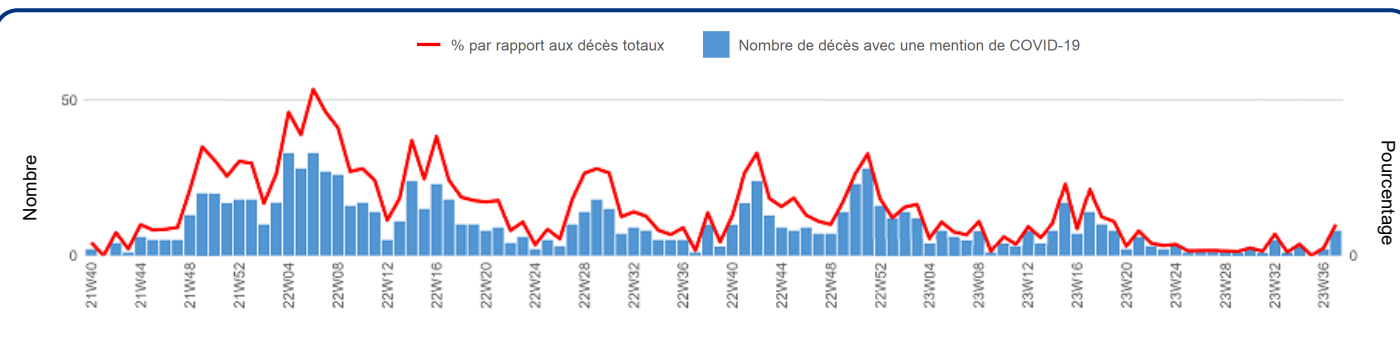 % par rapport aux décès totaux
Nombre de décès avec une mention de COVID-19
50
Nombre
Pourcentage
0
0
21W40
21W44
21W48
21W52
22W04
22W08
22W12
22W16
22W20
22W24
22W28
22W32
22W36
22W40
22W44
22W48
22W52
23W04
23W08
23W12
23W16
23W20
23W24
23W28
23W32
23W36